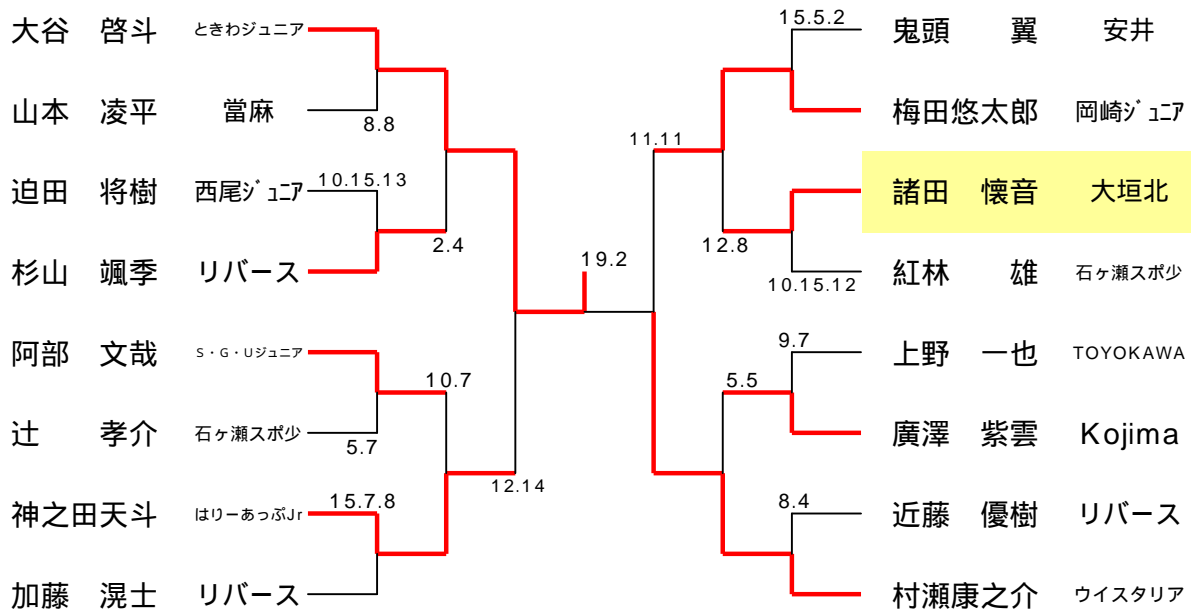 大谷 啓斗 ときわジュニア
山本 凌平 當麻
8.8
迫田 将樹 西尾ジュニア 10.15.13
2.4
杉山 颯季 リバース
阿部 文哉 S・G・Uジュニア
10.7
辻 孝介 石ヶ瀬スポ少
5.7
神之田天斗 はりーあっぷJr 15.7.8
12.14
加藤 滉士 リバース
19.2
15.5.2 鬼頭 翼 安井
梅田悠太郎 岡崎ジュニア
11.11
諸田 懐音 大垣北
12.8
10.15.12 紅林 雄 石ヶ瀬スポ少
9.7 上野 一也 TOYOKAWA
5.5
廣澤 紫雲 Kojima
8.4 近藤 優樹 リバース
村瀬康之介 ウイスタリア